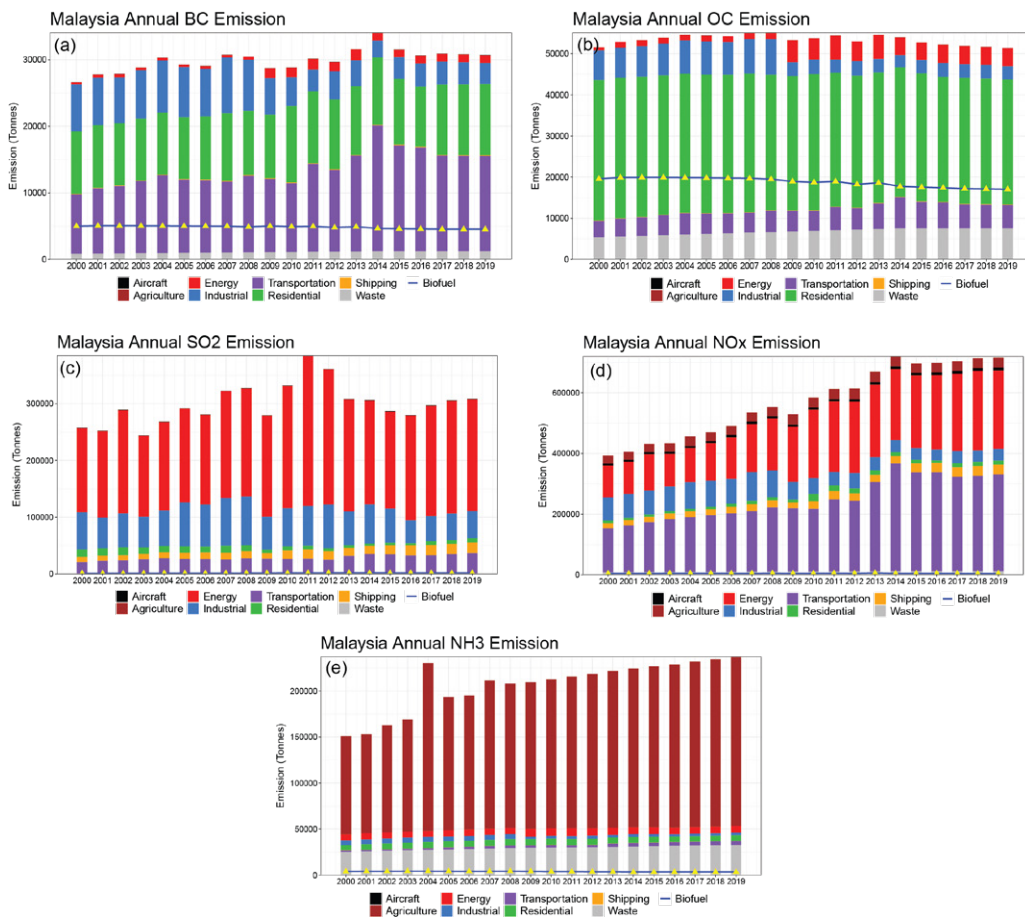 Malaysia Annual BC Emission
(a)
Emission (Tonnes)
30000
20000
10000
0
2000 2001 2002 2003 2004 2005 2006 2007 2008 2009 2010 2011 2012 2013 2014 2015 2016 2017 2018 2019
Aircraft Energy Transportation Shipping Biofuel
Agriculture Industrial Residential Waste
Malaysia Annual OC Emission
(b)
Emission (Tonnes)
50000
40000
30000
20000
10000
0
2000 2001 2002 2003 2004 2005 2006 2007 2008 2009 2010 2011 2012 2013 2014 2015 2016 2017 2018 2019
Aircraft Energy Transportation Shipping Biofuel
Agriculture Industrial Residential Waste
Malaysia Annual SO2 Emission
(c)
Emission (Tonnes)
300000
200000
100000
0
2000 2001 2002 2003 2004 2005 2006 2007 2008 2009 2010 2011 2012 2013 2014 2015 2016 2017 2018 2019
Aircraft Energy Transportation Shipping Biofuel
Agriculture Industrial Residential Waste
Malaysia Annual NOx Emission
(d)
Emission (Tonnes)
600000
400000
200000
0
2000 2001 2002 2003 2004 2005 2006 2007 2008 2009 2010 2011 2012 2013 2014 2015 2016 2017 2018 2019
Aircraft Energy Transportation Shipping Biofuel
Agriculture Industrial Residential Waste
Malaysia Annual NH3 Emission
(e)
Emission (Tonnes)
200000
150000
100000
50000
0
2000 2001 2002 2003 2004 2005 2006 2007 2008 2009 2010 2011 2012 2013 2014 2015 2016 2017 2018 2019
Aircraft Energy Transportation Shipping Biofuel
Agriculture Industrial Residential Waste